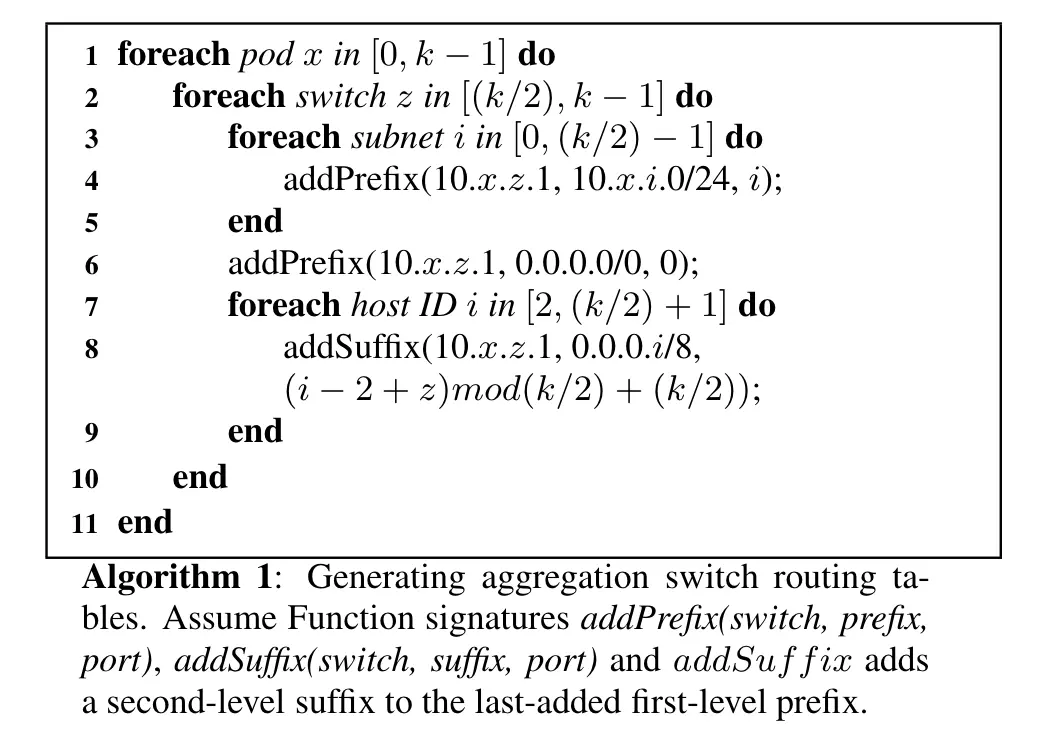 1 foreach pod x in [0, k − 1] do
2 foreach switch z in [(k/2), k − 1] do
3 foreach subnet i in [0, (k/2) − 1] do
4 addPrefix(10.x.z.1, 10.x.i.0/24, i);
5 end
6 addPrefix(10.x.z.1, 0.0.0.0/0, 0);
7 foreach host ID i in [2, (k/2) + 1] do
8 addSuffix(10.x.z.1, 0.0.0.i/8,
(i − 2 + z)mod(k/2) + (k/2));
9 end
10 end
11 end
Algorithm 1: Generating aggregation switch routing ta-
bles. Assume Function signatures addPrefix(switch, prefix,
port), addSuffix(switch, suffix, port) and addSuffix adds
a second-level suffix to the last-added first-level prefix.